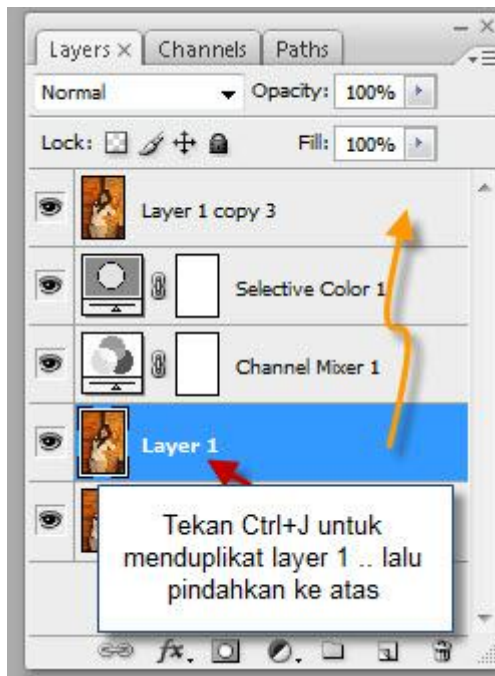 Layers × Channels Paths
Normal Opacity: 100%
Lock: Fill: 100%
Layer 1 copy 3
Selective Color 1
Channel Mixer 1
Layer 1
Tekan Ctrl+J untuk
menduplikat layer 1 .. lalu
pindahkan ke atas
fx.